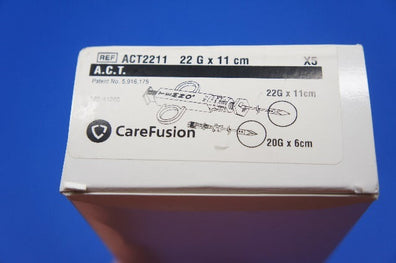 REF ACT2211 22 G x 11 cm X5
A.C.T.
Patent No. 5,916,175
22G x 11cm
CareFusion
20G x 6cm